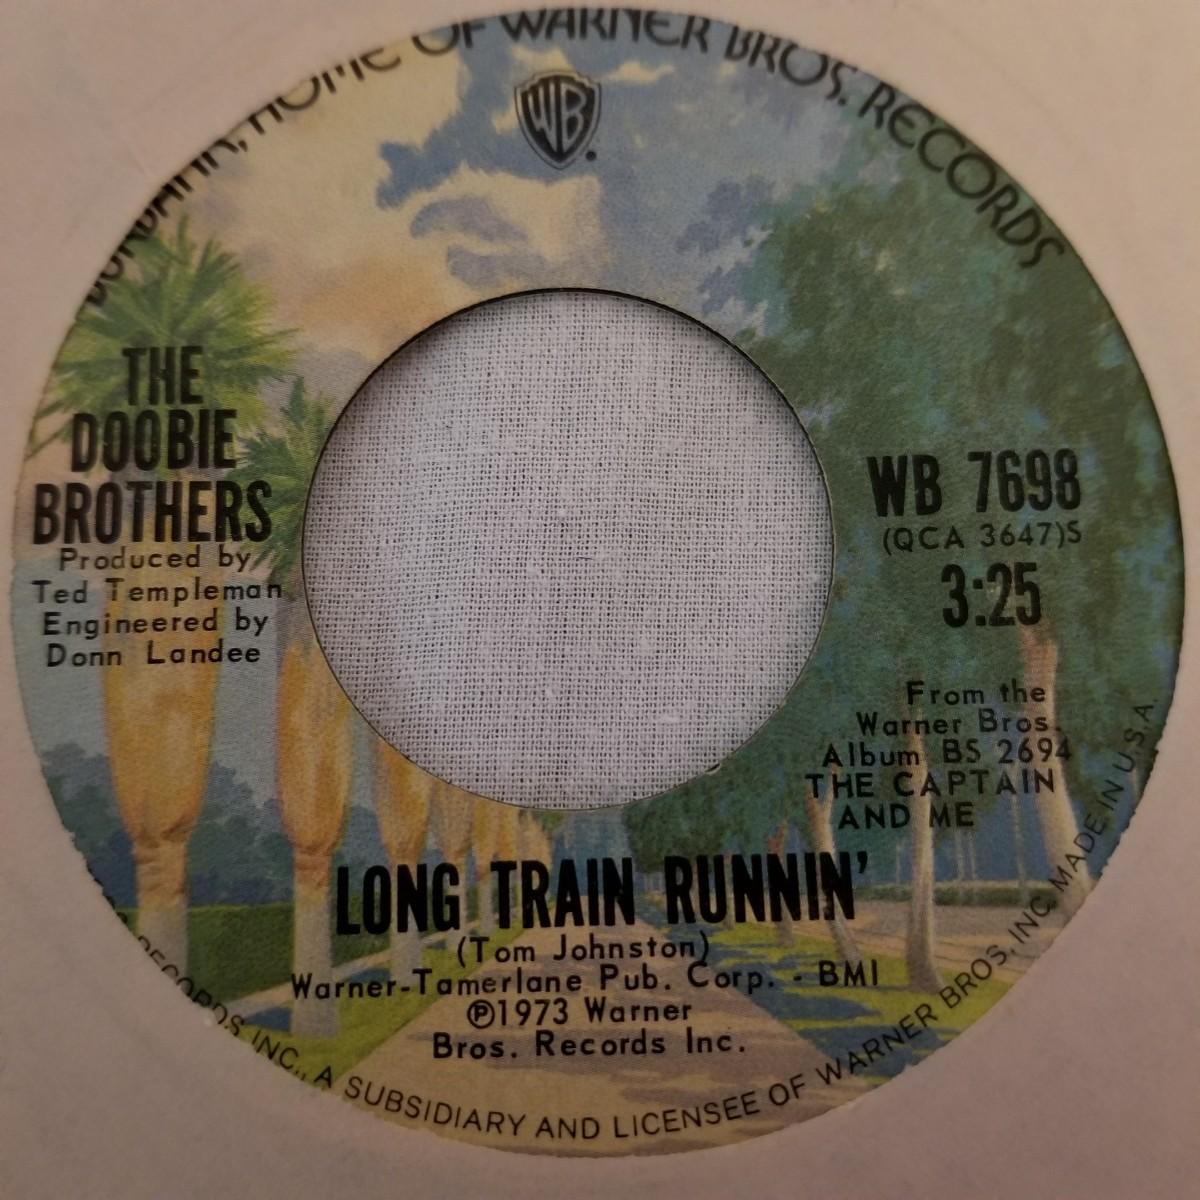 BURBANK, HOME OF WARNER BROS. RECORDS
WB
THE
DOOBIE
BROTHERS
Produced by
Ted Templeman
Engineered by
Donn Landee
WB 7698
(QCA 3647)S
3:25
From the
Warner Bros.
Album BS 2694
THE CAPTAIN
AND ME
LONG TRAIN RUNNIN'
(Tom Johnston)
Warner-Tamerlane Pub. Corp. - BMI
℗1973 Warner
Bros. Records Inc.
RECORDS INC., A SUBSIDIARY AND LICENSEE OF WARNER BROS., INC. MADE IN U.S.A.